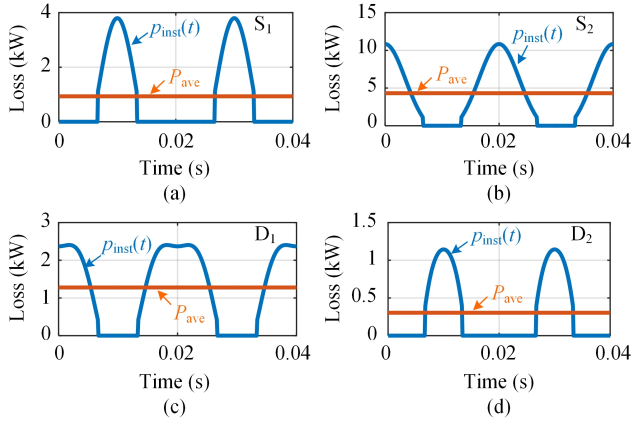 S₁
4
p_inst(t)
Loss (kW)
2
P_ave
0
0 0.02 0.04
Time (s)
(a)
15
S₂
p_inst(t)
10
Loss (kW)
P_ave
5
0
0 0.02 0.04
Time (s)
(b)
3
p_inst(t)
D₁
2
Loss (kW)
1
P_ave
0
0 0.02 0.04
Time (s)
(c)
1.5
p_inst(t)
D₂
1
Loss (kW)
P_ave
0.5
0
0 0.02 0.04
Time (s)
(d)